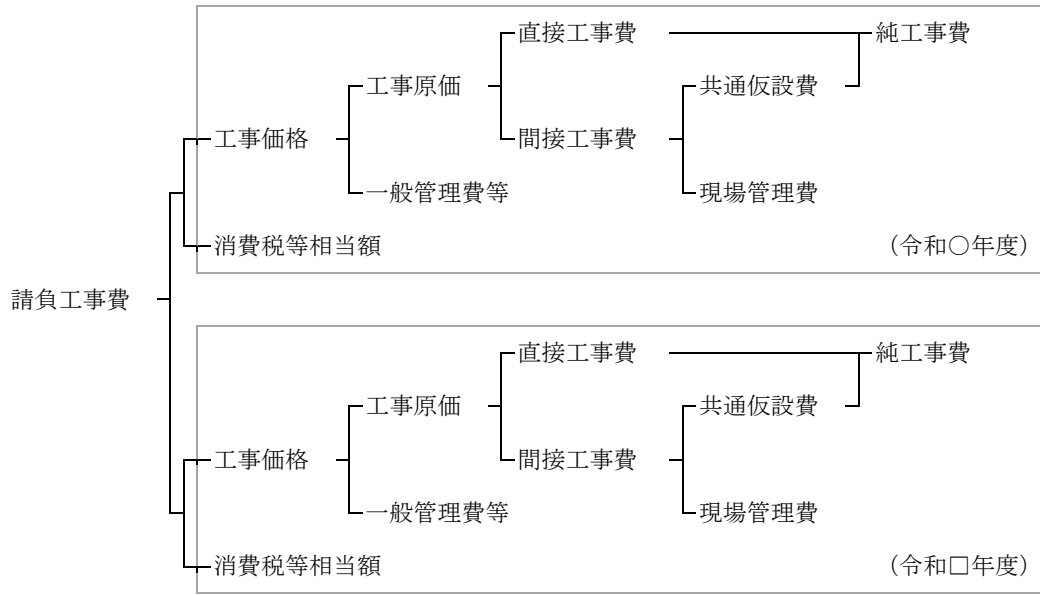 直接工事費 純工事費
工事原価 共通仮設費
工事価格 間接工事費
一般管理費等 現場管理費
消費税等相当額 （令和○年度）
請負工事費
直接工事費 純工事費
工事原価 共通仮設費
工事価格 間接工事費
一般管理費等 現場管理費
消費税等相当額 （令和□年度）